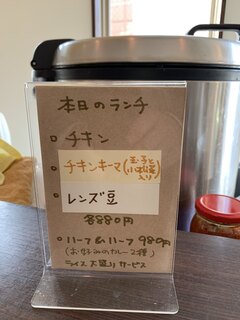 本日のランチ
○ チキン
○ チキンキーマ(玉子と小松菜入り)
○ レンズ豆
各880円
○ ハーフ&ハーフ 980円
(お好みのカレー2種)
ライス大盛りサービス